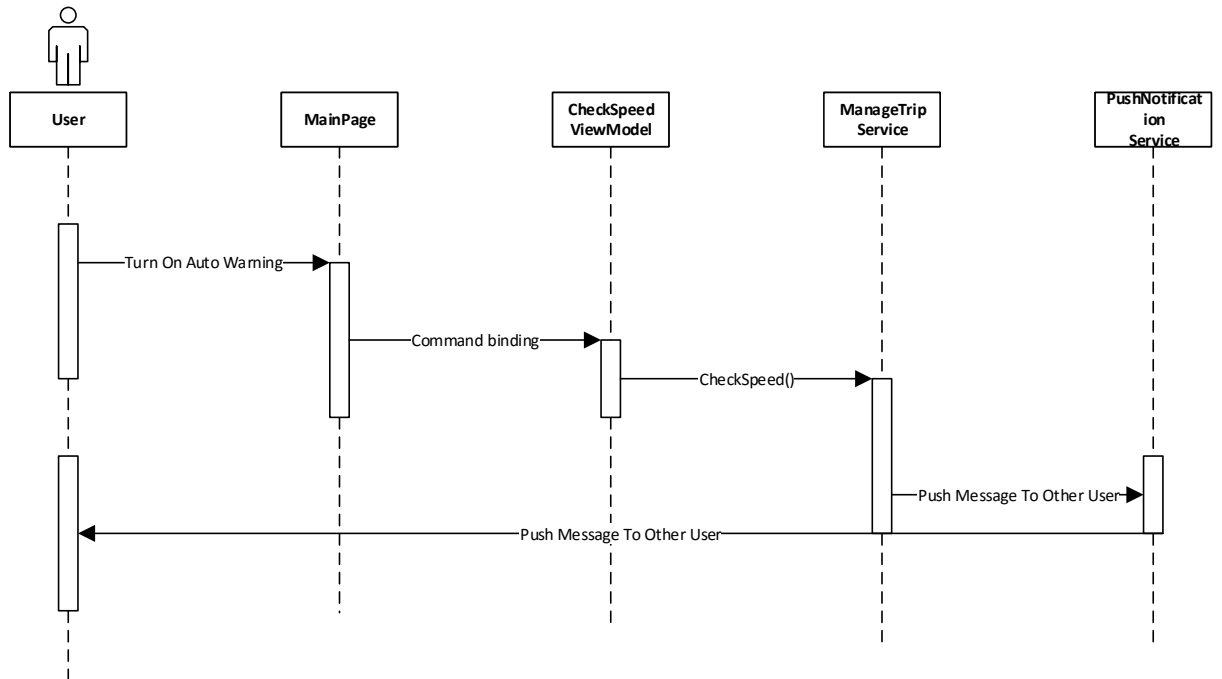 User
MainPage
CheckSpeed
ViewModel
ManageTrip
Service
PushNotificat
ion
Service
Turn On Auto Warning
Command binding
CheckSpeed()
Push Message To Other User
Push Message To Other User